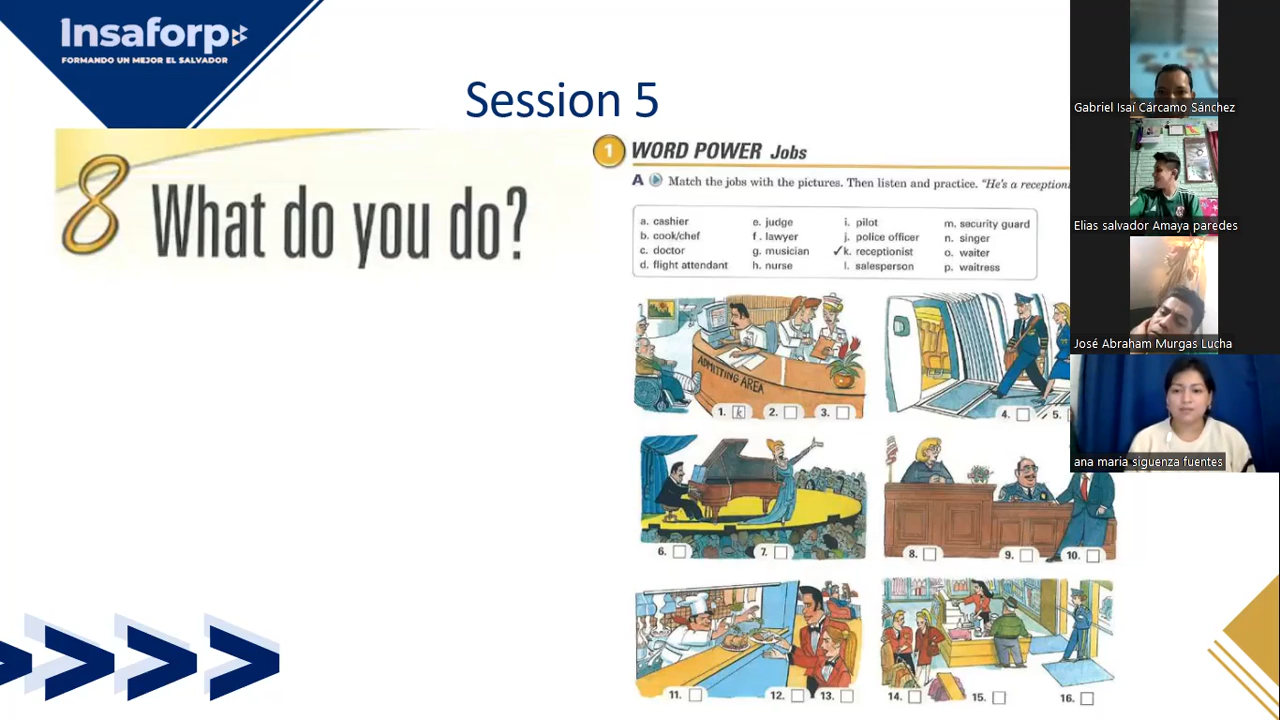 Insaforp
FORMANDO UN MEJOR EL SALVADOR
Session 5
8 What do you do?
1 WORD POWER Jobs
A Match the jobs with the pictures. Then listen and practice. "He's a
a. cashier
b. cook/chef
c. doctor
d. flight attendant
e. judge
f. lawyer
g. musician
h. nurse
i. pilot
j. police officer
✓k. receptionist
l. salesperson
m. security guard
n. singer
o. waiter
p. waitress
ADMITTING AREA
1. k 2. 3.
4. 5.
6. 7.
8. 9. 10.
11. 12. 13.
14. 15. 16.
Gabriel Isaí Cárcamo Sánchez
Elias salvador Amaya paredes
José Abraham Murgas Lucha
ana maria siguenza fuentes